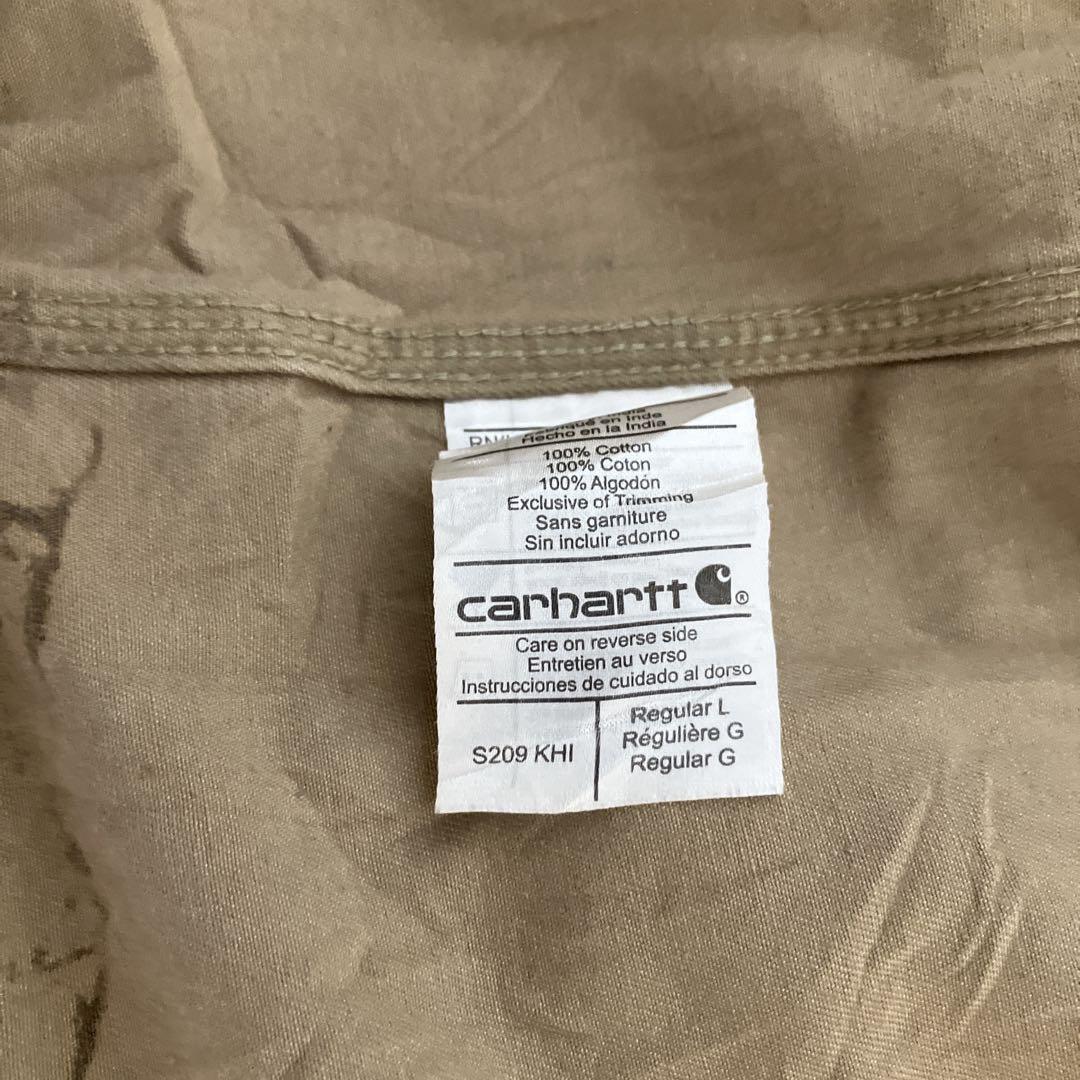 Hecho en la India
100% Cotton
100% Coton
100% Algodón
Exclusive of Trimming
Sans garniture
Sin incluir adorno
carhartt ®
Care on reverse side
Entretien au verso
Instrucciones de cuidado al dorso
S209 KHI
Regular L
Régulière G
Regular G